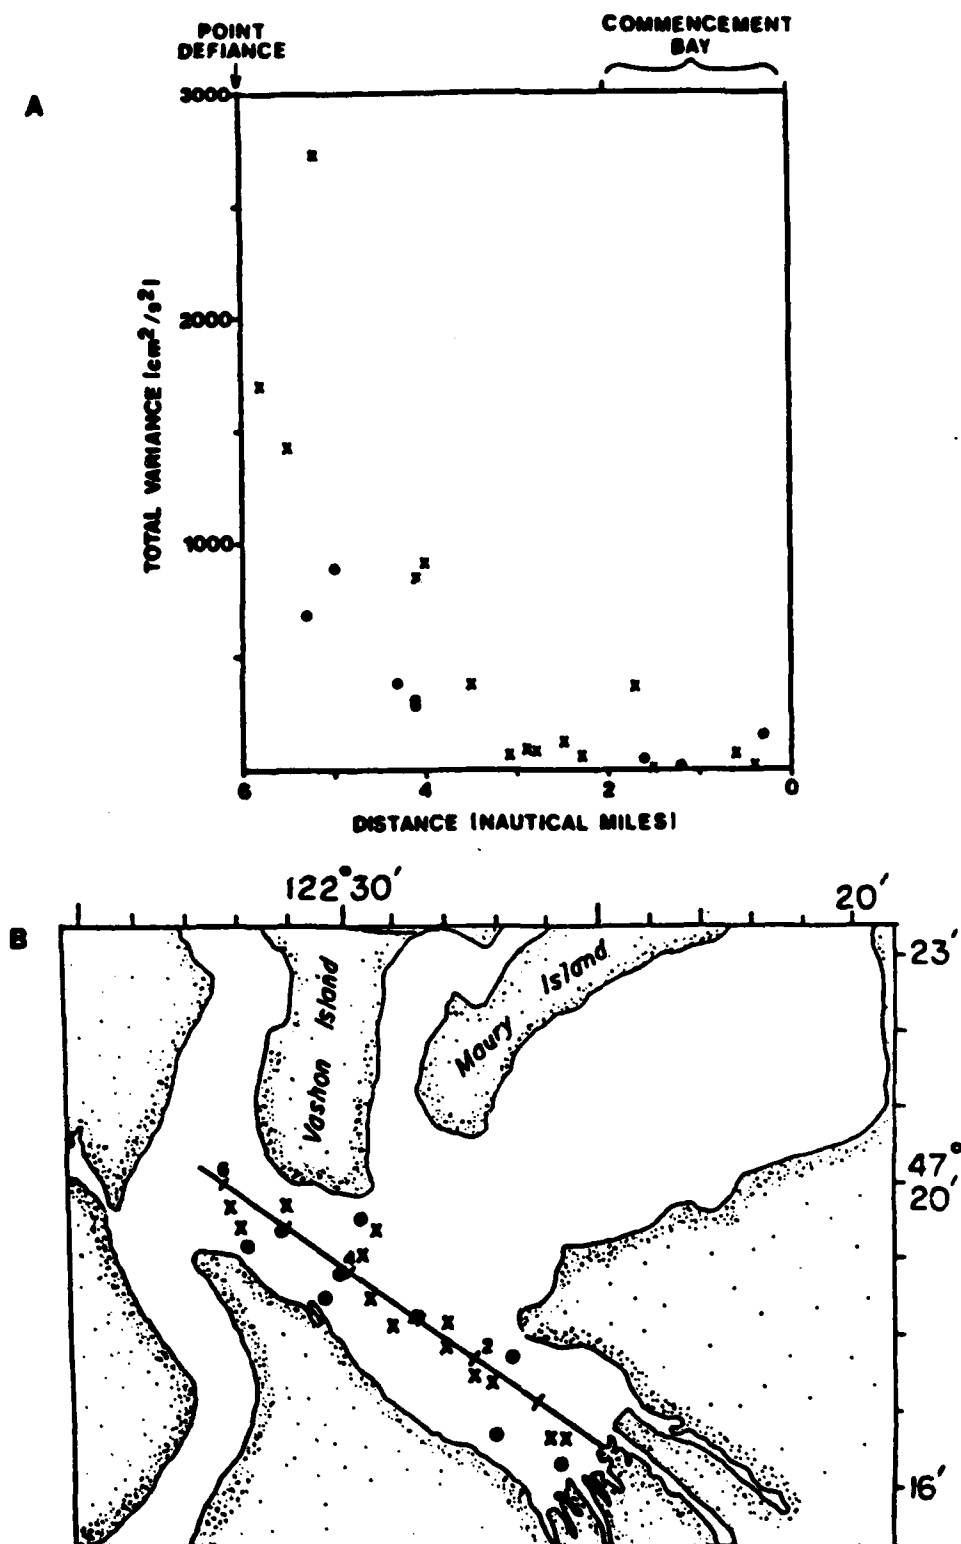 POINT
DEFIANCE
COMMENCEMENT
BAY
A
3000
2000
1000
TOTAL VARIANCE (cm²/s²)
6
4
2
0
DISTANCE (NAUTICAL MILES)
B
122°30′
20′
23′
47°
20′
16′
Vashon Island
Maury Island
6
4
2